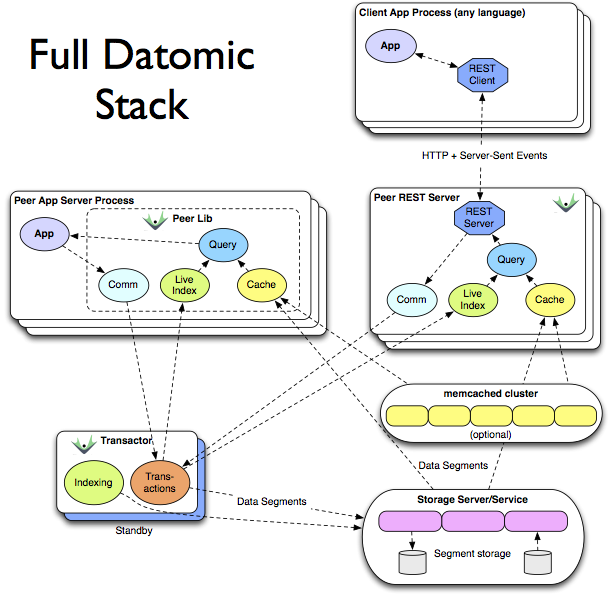 Full Datomic
Stack
Client App Process (any language)
App
REST
Client
HTTP + Server-Sent Events
Peer App Server Process
Peer Lib
App
Query
Comm
Live
Index
Cache
Peer REST Server
REST
Server
Query
Comm
Live
Index
Cache
memcached cluster
(optional)
Transactor
Indexing
Trans-
actions
Standby
Data Segments
Data Segments
Storage Server/Service
Segment storage